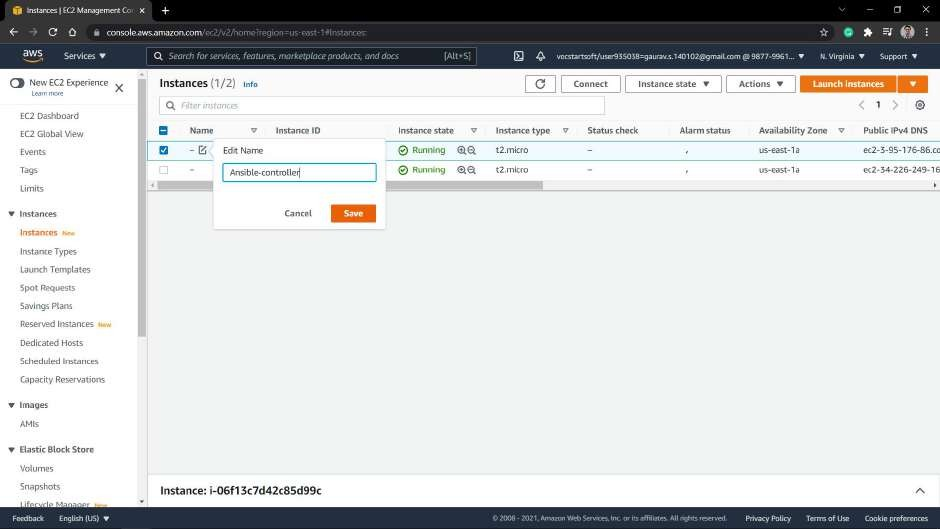 Instances | EC2 Management Con
console.aws.amazon.com/ec2/v2/home?region=us-east-1#Instances:
aws Services Search for services, features, marketplace products, and docs [Alt+S] vocstartsoft/user935038=gaurav.s.140102@gmail.com @ 9877-9961... N. Virginia Support
New EC2 Experience
Learn more
EC2 Dashboard
EC2 Global View
Events
Tags
Limits
Instances
Instances New
Instance Types
Launch Templates
Spot Requests
Savings Plans
Reserved Instances New
Dedicated Hosts
Scheduled Instances
Capacity Reservations
Images
AMIs
Elastic Block Store
Volumes
Snapshots
Lifecycle Manager New
Instances (1/2) Info Connect Instance state Actions Launch instances
Filter instances 1
Name Instance ID Instance state Instance type Status check Alarm status Availability Zone Public IPv4 DNS
– Running t2.micro – , us-east-1a ec2-3-95-176-86.co
– Running t2.micro – , us-east-1a ec2-34-226-249-16
Edit Name
Ansible-controller
Cancel Save
Instance: i-06f13c7d42c85d99c
Feedback English (US) © 2008 - 2021, Amazon Web Services, Inc. or its affiliates. All rights reserved. Privacy Policy Terms of Use Cookie preferences